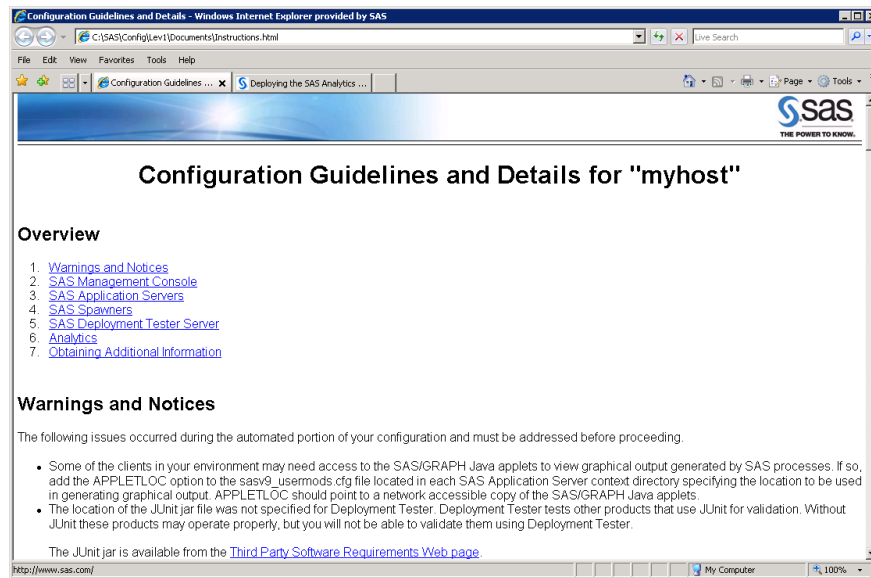 Configuration Guidelines and Details - Windows Internet Explorer provided by SAS
C:\SAS\Config\Lev1\Documents\Instructions.html
Live Search
File Edit View Favorites Tools Help
Configuration Guidelines ... Deploying the SAS Analytics ... Page Tools
sas
THE POWER TO KNOW.
Configuration Guidelines and Details for "myhost"
Overview
1. Warnings and Notices
2. SAS Management Console
3. SAS Application Servers
4. SAS Spawners
5. SAS Deployment Tester Server
6. Analytics
7. Obtaining Additional Information
Warnings and Notices
The following issues occurred during the automated portion of your configuration and must be addressed before proceeding.
• Some of the clients in your environment may need access to the SAS/GRAPH Java applets to view graphical output generated by SAS processes. If so,
add the APPLETLOC option to the sasv9_usermods.cfg file located in each SAS Application Server context directory specifying the location to be used
in generating graphical output. APPLETLOC should point to a network accessible copy of the SAS/GRAPH Java applets.
• The location of the JUnit jar file was not specified for Deployment Tester. Deployment Tester tests other products that use JUnit for validation. Without
JUnit these products may operate properly, but you will not be able to validate them using Deployment Tester.
The JUnit jar is available from the Third Party Software Requirements Web page.
http://www.sas.com/ My Computer 100%